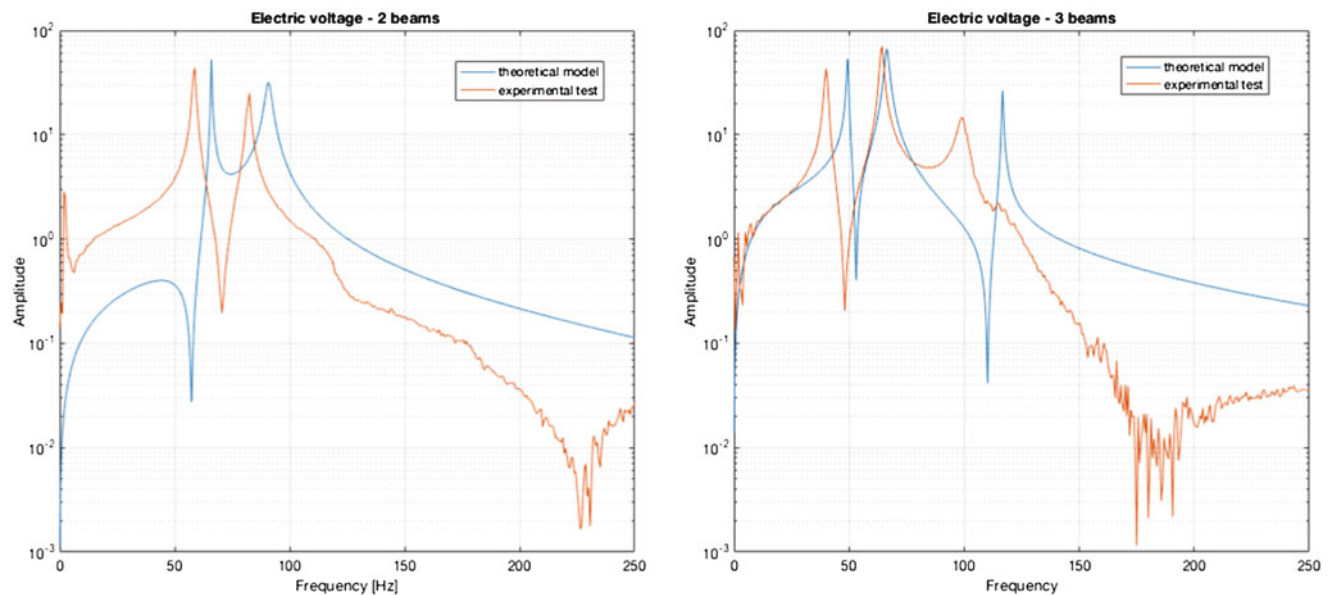 Electric voltage - 2 beams
10^2
10^1
10^0
10^-1
10^-2
10^-3
Amplitude
theoretical model
experimental test
0 50 100 150 200 250
Frequency [Hz]
Electric voltage - 3 beams
10^2
10^1
10^0
10^-1
10^-2
10^-3
Amplitude
theoretical model
experimental test
0 50 100 150 200 250
Frequency